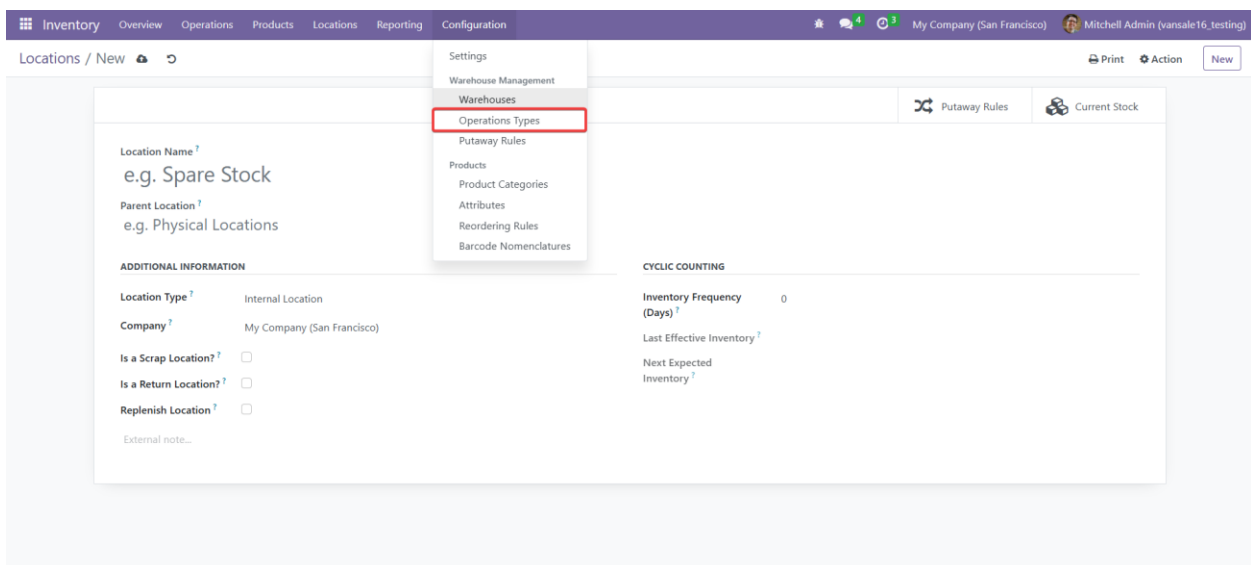 Inventory Overview Operations Products Locations Reporting Configuration 4 3 My Company (San Francisco) Mitchell Admin (vansale16_testing)
Locations / New Print Action New
Settings
Warehouse Management
Warehouses
Operations Types
Putaway Rules
Products
Product Categories
Attributes
Reordering Rules
Barcode Nomenclatures
Putaway Rules Current Stock
Location Name ?
e.g. Spare Stock
Parent Location ?
e.g. Physical Locations
ADDITIONAL INFORMATION
Location Type ? Internal Location
Company ? My Company (San Francisco)
Is a Scrap Location? ?
Is a Return Location? ?
Replenish Location ?
External note...
CYCLIC COUNTING
Inventory Frequency 0
(Days) ?
Last Effective Inventory ?
Next Expected
Inventory ?